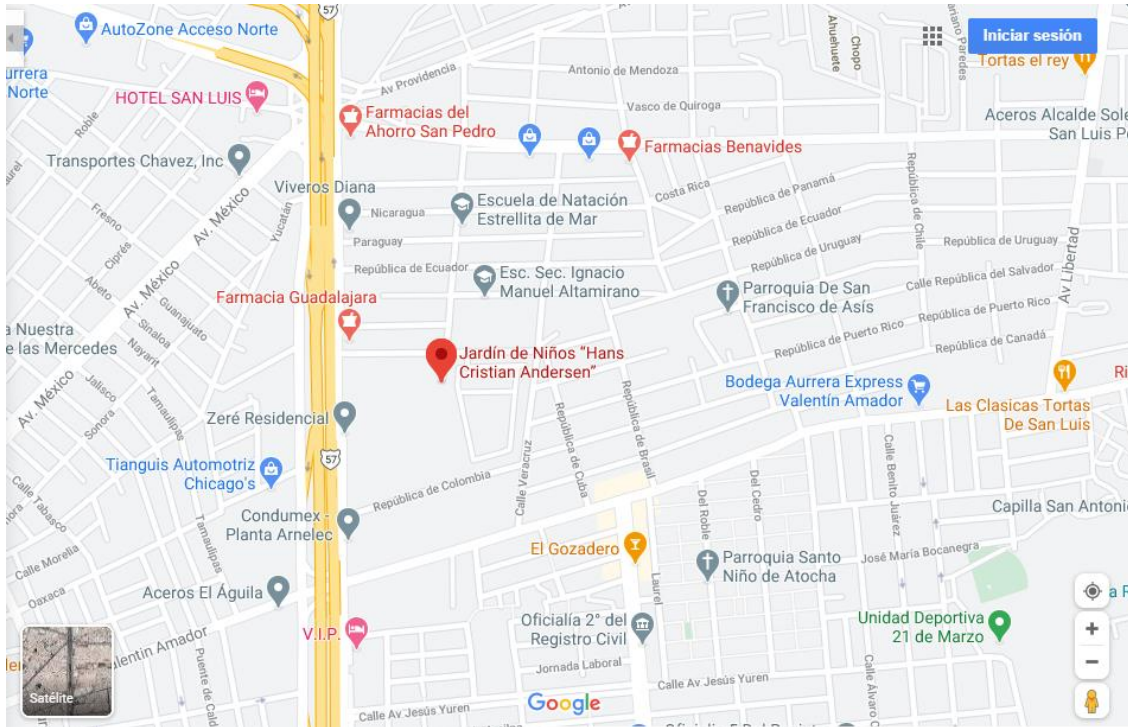 57
AutoZone Acceso Norte
Iniciar sesión
Av Providencia
Antonio de Mendoza
Ahuehuete
Chopo
Mariano Paredes
Tortas el rey
urrera
Norte
HOTEL SAN LUIS
Roble
Farmacias del
Ahorro San Pedro
Vasco de Quiroga
Aceros Alcalde Sole
San Luis Po
Farmacias Benavides
Transportes Chavez, Inc
Av. México
Yucatán
Viveros Diana
Escuela de Natación
Estrellita de Mar
Costa Rica
República de Panamá
República de Chile
Fresno
Ciprés
Nicaragua
Paraguay
República de Ecuador
República de Ecuador
República de Uruguay
República de Uruguay
Av Libertad
Abeto
Av. México
Esc. Sec. Ignacio
Manuel Altamirano
Parroquia De San
Francisco de Asís
Calle República del Salvador
Farmacia Guadalajara
Guanajuato
Sinaloa
Nayarit
República de Puerto Rico
República de Puerto Rico
República de Canadá
a Nuestra
e las Mercedes
Jardín de Niños "Hans
Cristian Andersen"
Bodega Aurrera Express
Valentín Amador
Ri
Av. México
Jalisco
Sonora
Tamaulipas
Zeré Residencial
Las Clasicas Tortas
De San Luis
República de Cuba
República de Brasil
57
Tianguis Automotriz
Chicago's
República de Colombia
Calle Veracruz
Del Roble
Del Cedro
Calle Benito Juárez
Calle Tabasco
Tamaulipas
Condumex -
Planta Arnelec
Capilla San Antoni
Calle Morelia
El Gozadero
Parroquia Santo
Niño de Atocha
José María Bocanegra
Oaxaca
Aceros El Águila
Laurel
V.I.P.
Oficialía 2° del
Registro Civil
Unidad Deportiva
21 de Marzo
alentin Amador
Puente de Cald
Jornada Laboral
Satélite
Google
Calle Av Jesús Yuren
Calle Av Jesús Yuren
Calle Álvaro